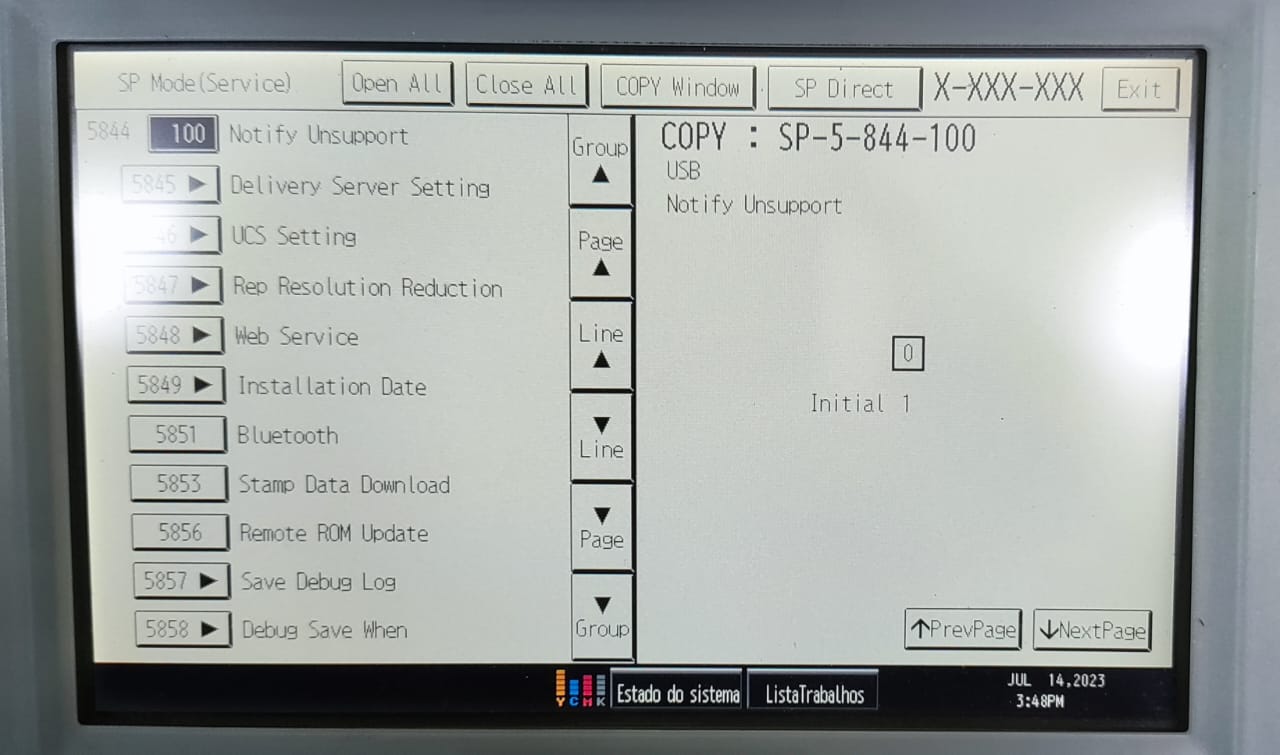 SP Mode(Service) Open All Close All COPY Window SP Direct X-XXX-XXX Exit
5844 100 Notify Unsupport
5845 ▶ Delivery Server Setting
46 ▶ UCS Setting
5847 ▶ Rep Resolution Reduction
5848 ▶ Web Service
5849 ▶ Installation Date
5851 Bluetooth
5853 Stamp Data Download
5856 Remote ROM Update
5857 ▶ Save Debug Log
5858 ▶ Debug Save When
Group
▲
Page
▲
Line
▲
▼
Line
▼
Page
▼
Group
COPY : SP-5-844-100
USB
Notify Unsupport
0
Initial 1
↑PrevPage ↓NextPage
YCMK Estado do sistema ListaTrabalhos
JUL 14,2023
3:48PM